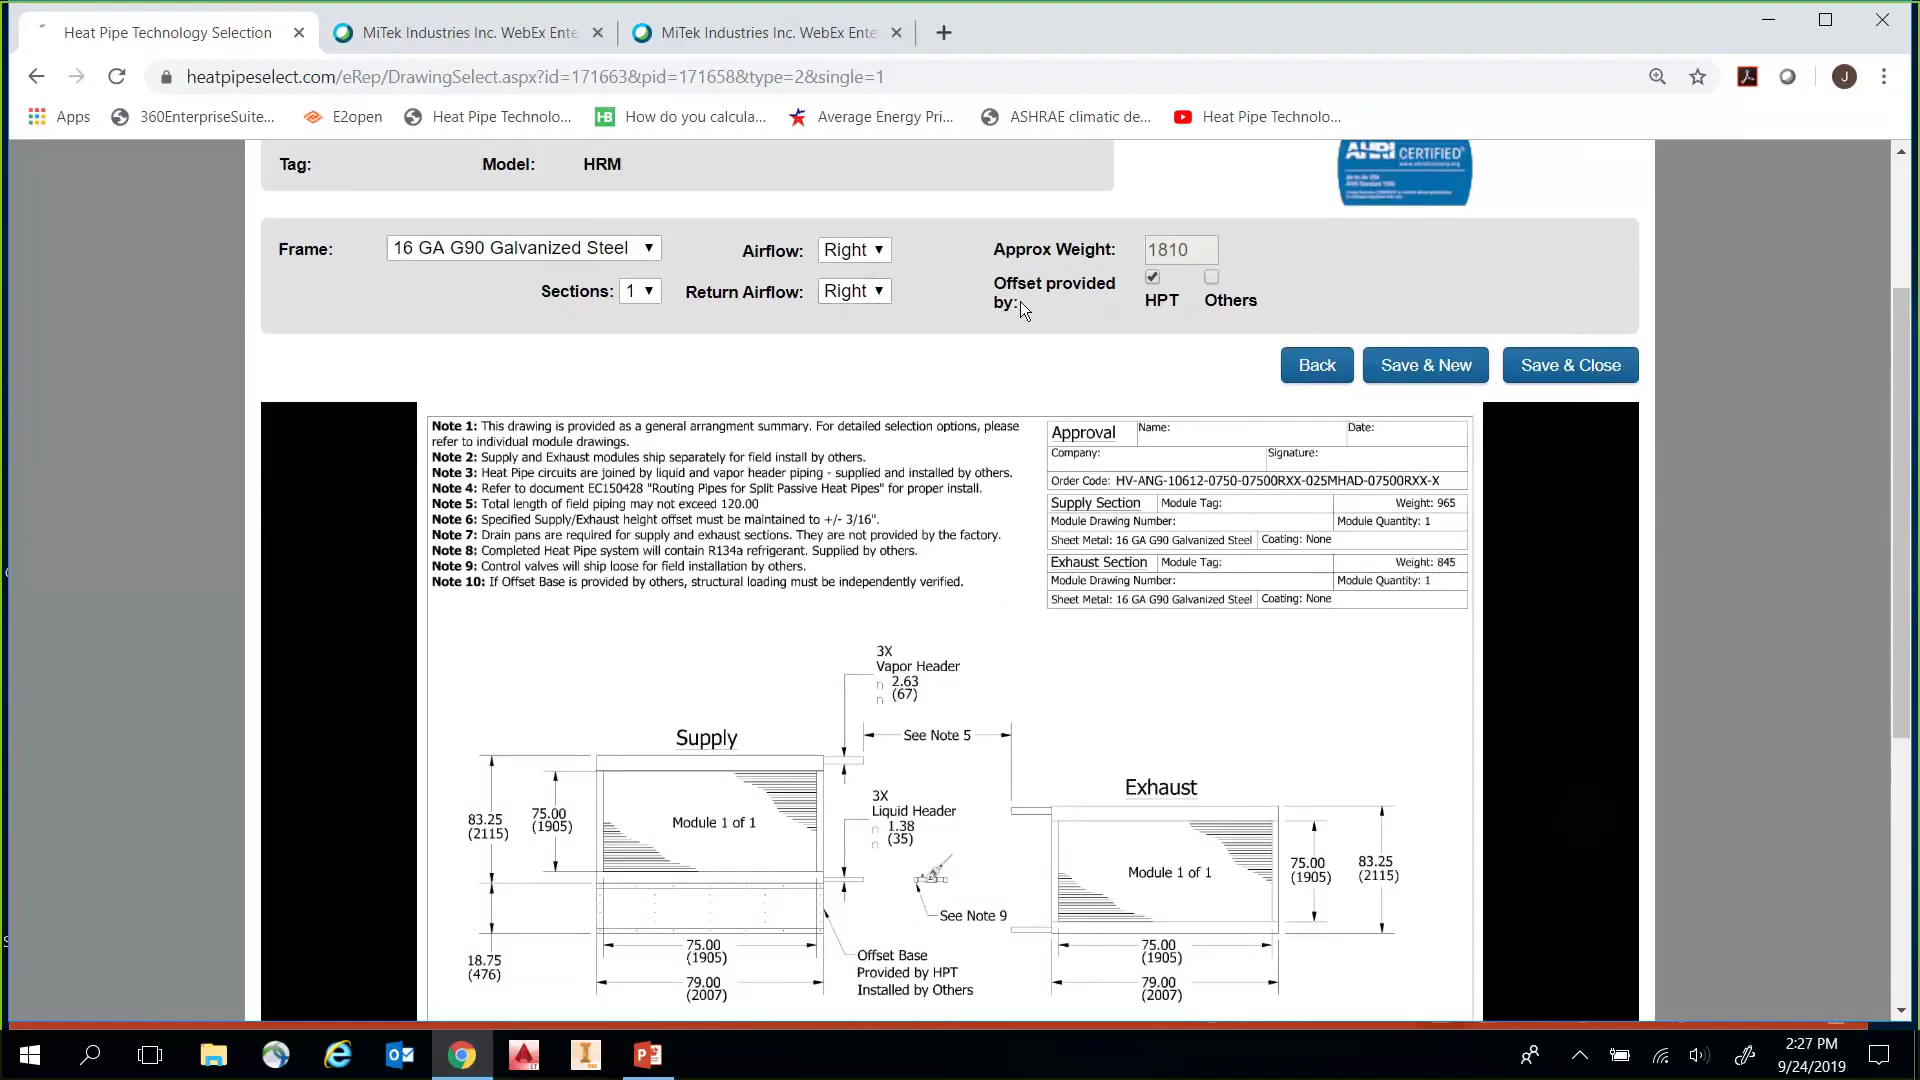 Heat Pipe Technology Selection
MiTek Industries Inc. WebEx Ente
MiTek Industries Inc. WebEx Ente
heatpipeselect.com/eRep/DrawingSelect.aspx?id=171663&pid=171658&type=2&single=1
J
Apps
360EnterpriseSuite...
E2open
Heat Pipe Technolo...
HB How do you calcula...
Average Energy Pri...
ASHRAE climatic de...
Heat Pipe Technolo...
Tag: Model: HRM
AHRI CERTIFIED
Frame: 16 GA G90 Galvanized Steel
Airflow: Right
Approx Weight: 1810
Sections: 1
Return Airflow: Right
Offset provided
by:
HPT Others
Back Save & New Save & Close
Note 1: This drawing is provided as a general arrangment summary. For detailed selection options, please
refer to individual module drawings.
Note 2: Supply and Exhaust modules ship separately for field install by others.
Note 3: Heat Pipe circuits are joined by liquid and vapor header piping - supplied and installed by others.
Note 4: Refer to document EC150428 "Routing Pipes for Split Passive Heat Pipes" for proper install.
Note 5: Total length of field piping may not exceed 120.00
Note 6: Specified Supply/Exhaust height offset must be maintained to +/- 3/16".
Note 7: Drain pans are required for supply and exhaust sections. They are not provided by the factory.
Note 8: Completed Heat Pipe system will contain R134a refrigerant. Supplied by others.
Note 9: Control valves will ship loose for field installation by others.
Note 10: If Offset Base is provided by others, structural loading must be independently verified.
Approval Name: Date:
Company: Signature:
Order Code: HV-ANG-10612-0750-07500RXX-025MHAD-07500RXX-X
Supply Section Module Tag: Weight: 965
Module Drawing Number: Module Quantity: 1
Sheet Metal: 16 GA G90 Galvanized Steel Coating: None
Exhaust Section Module Tag: Weight: 845
Module Drawing Number: Module Quantity: 1
Sheet Metal: 16 GA G90 Galvanized Steel Coating: None
3X
Vapor Header
2.63
(67)
See Note 5
Supply
83.25
(2115)
75.00
(1905)
Module 1 of 1
3X
Liquid Header
1.38
(35)
See Note 9
18.75
(476)
75.00
(1905)
79.00
(2007)
Offset Base
Provided by HPT
Installed by Others
Exhaust
Module 1 of 1
75.00
(1905)
83.25
(2115)
75.00
(1905)
79.00
(2007)
2:27 PM
9/24/2019